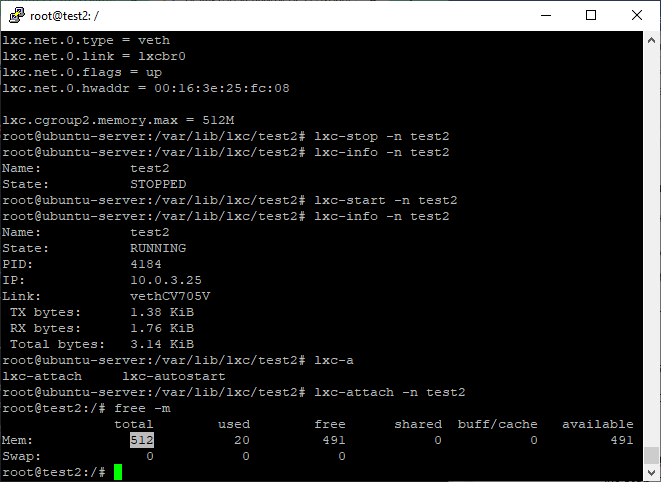 root@test2: /
lxc.net.0.type = veth
lxc.net.0.link = lxcbr0
lxc.net.0.flags = up
lxc.net.0.hwaddr = 00:16:3e:25:fc:08
lxc.cgroup2.memory.max = 512M
root@ubuntu-server:/var/lib/lxc/test2# lxc-stop -n test2
root@ubuntu-server:/var/lib/lxc/test2# lxc-info -n test2
Name:           test2
State:          STOPPED
root@ubuntu-server:/var/lib/lxc/test2# lxc-start -n test2
root@ubuntu-server:/var/lib/lxc/test2# lxc-info -n test2
Name:           test2
State:          RUNNING
PID:            4184
IP:             10.0.3.25
Link:           vethCV705V
 TX bytes:      1.38 KiB
 RX bytes:      1.76 KiB
 Total bytes:   3.14 KiB
root@ubuntu-server:/var/lib/lxc/test2# lxc-a
lxc-attach     lxc-autostart
root@ubuntu-server:/var/lib/lxc/test2# lxc-attach -n test2
root@test2:/# free -m
              total        used        free      shared  buff/cache   available
Mem:            512          20         491           0           0         491
Swap:             0           0           0
root@test2:/#